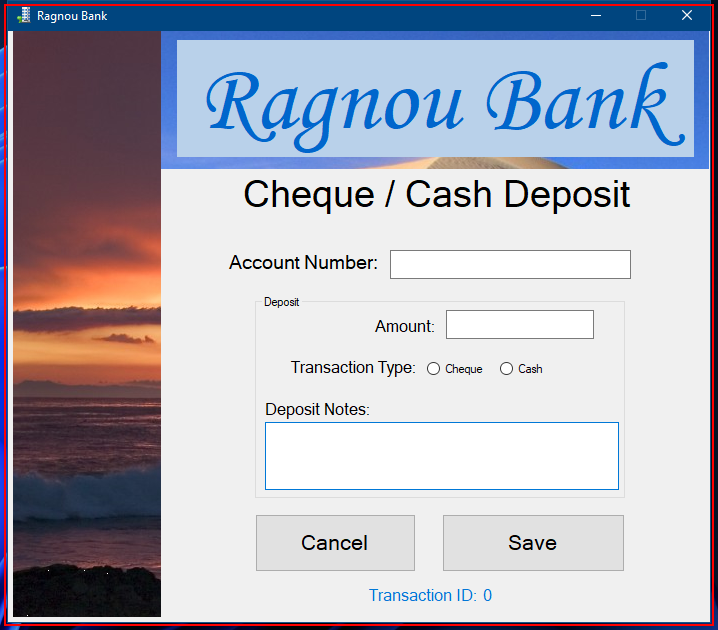 Ragnou Bank
Ragnou Bank
Cheque / Cash Deposit
Account Number:
Deposit
Amount:
Transaction Type: Cheque Cash
Deposit Notes:
Cancel Save
Transaction ID: 0